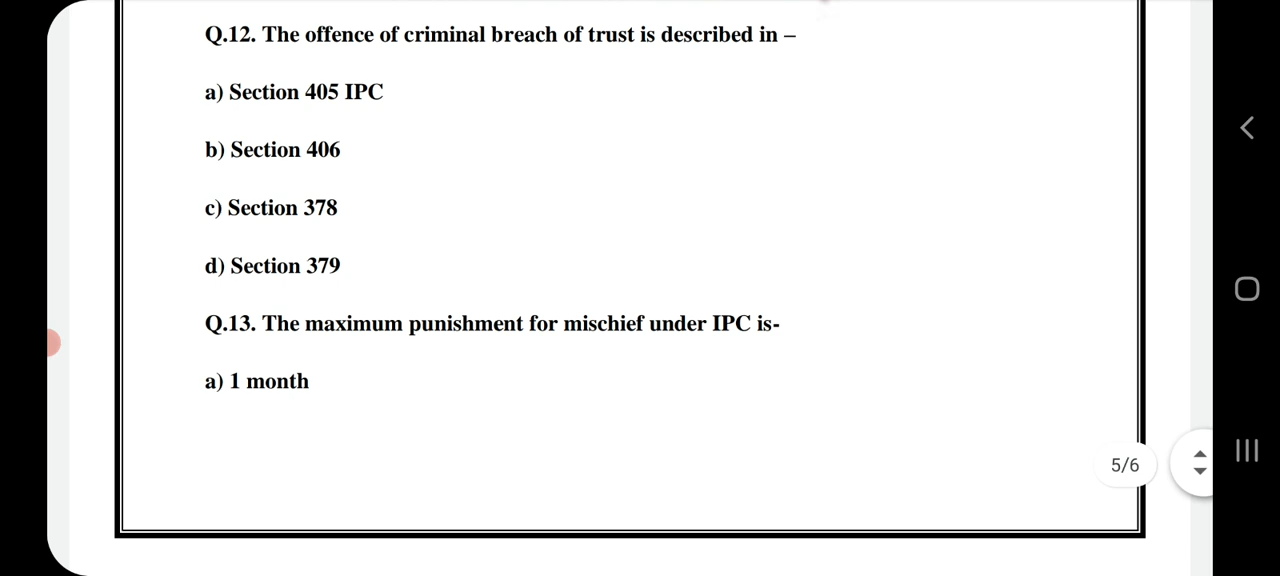 Q.12. The offence of criminal breach of trust is described in –
a) Section 405 IPC
b) Section 406
c) Section 378
d) Section 379
Q.13. The maximum punishment for mischief under IPC is-
a) 1 month
5/6